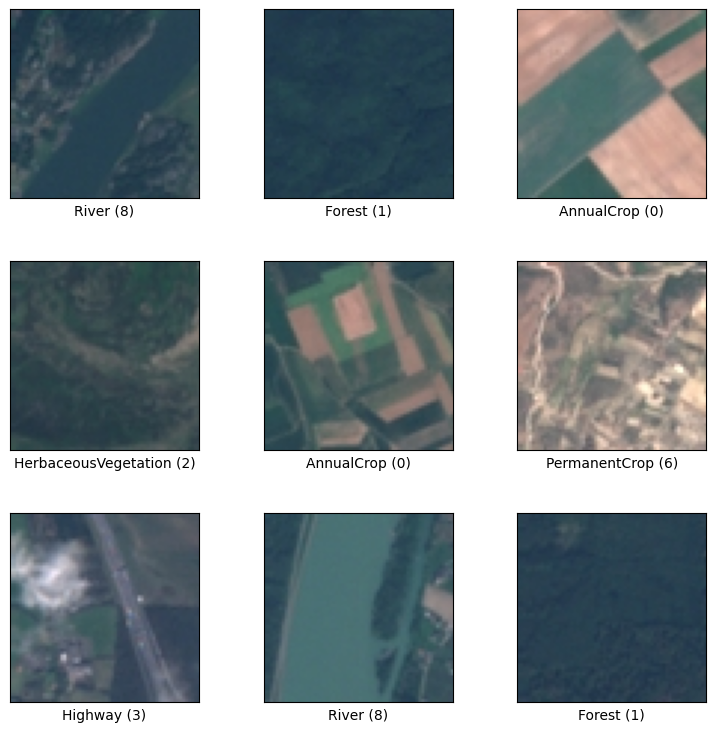 River (8)
Forest (1)
AnnualCrop (0)
HerbaceousVegetation (2)
AnnualCrop (0)
PermanentCrop (6)
Highway (3)
River (8)
Forest (1)